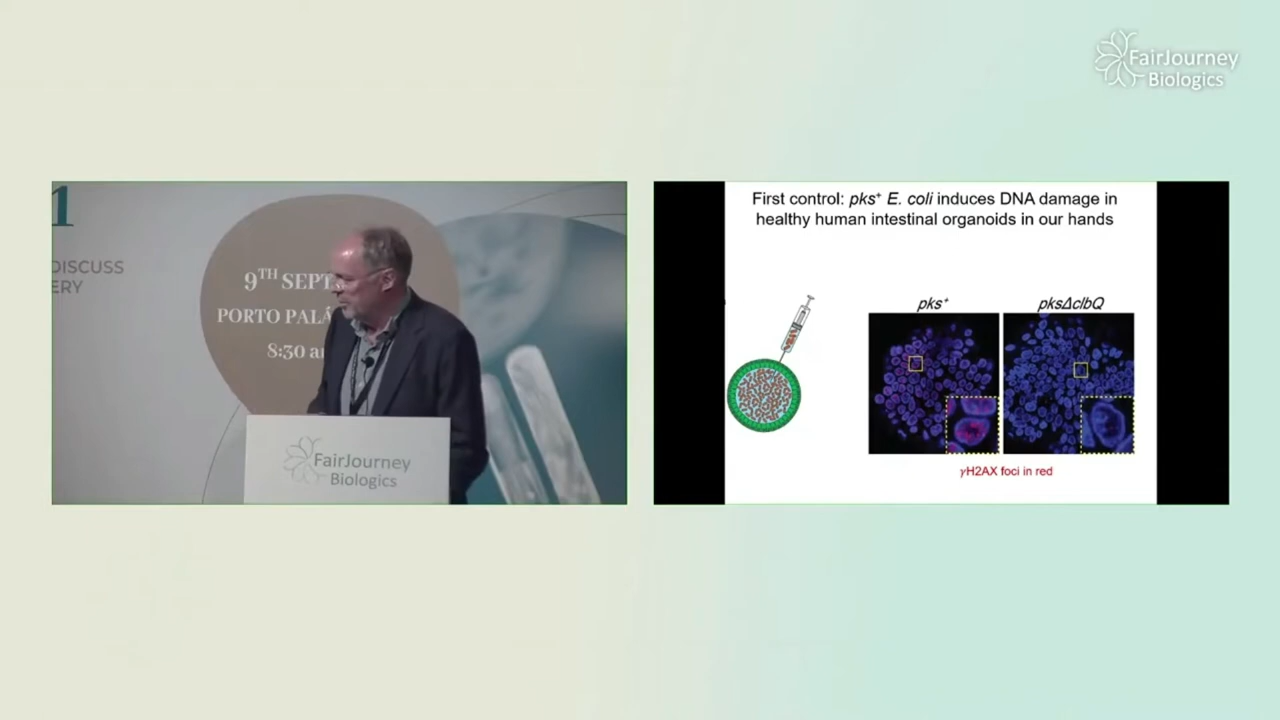 FairJourney
Biologics
1
DISCUSS
ERY
9TH SEPT
PORTO PALÁ
8:30 a
FairJourney
Biologics
First control: pks+ E. coli induces DNA damage in
healthy human intestinal organoids in our hands
pks+
pksΔclbQ
γH2AX foci in red